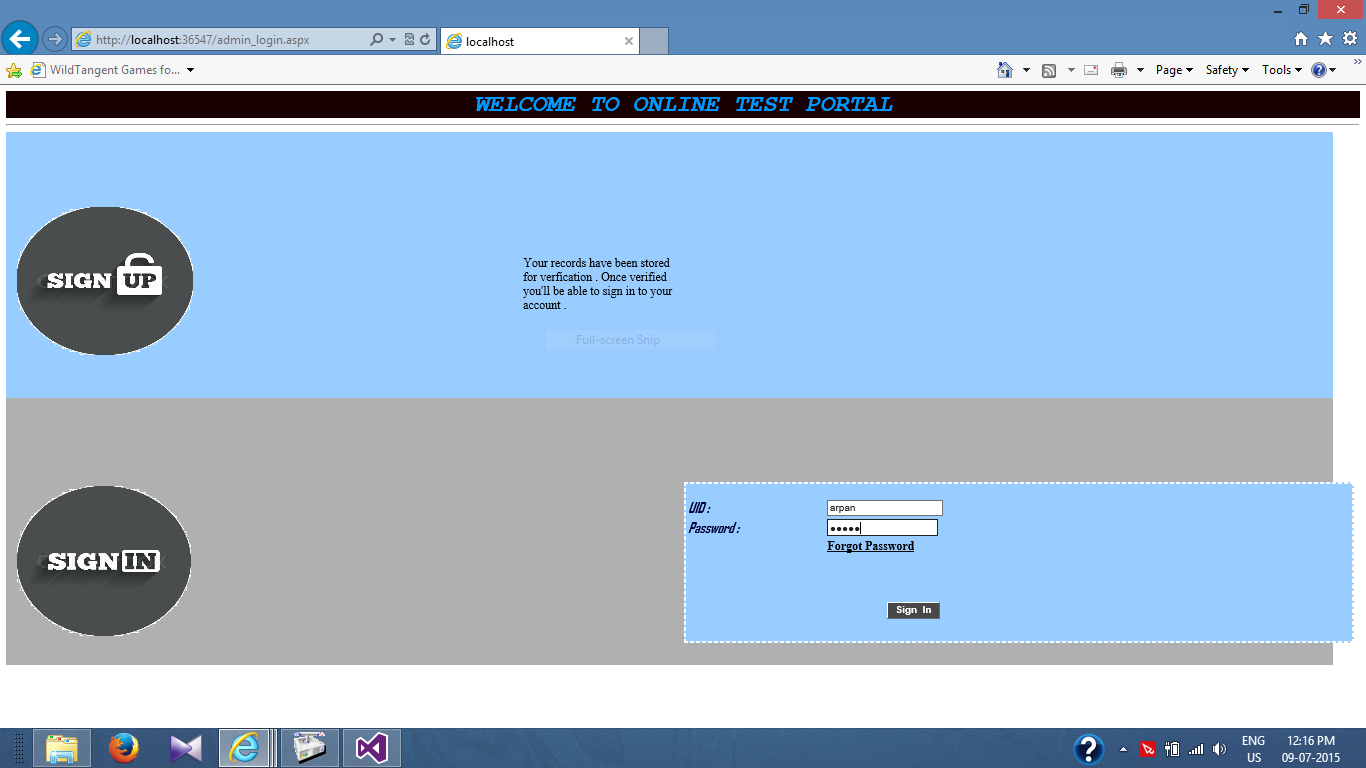 http://localhost:36547/admin_login.aspx
localhost
WildTangent Games fo...
Page
Safety
Tools
WELCOME TO ONLINE TEST PORTAL
SIGN UP
Your records have been stored
for verfication . Once verified
you'll be able to sign in to your
account .
Full-screen Snip
UID :
arpan
Password :
Forgot Password
SIGN IN
Sign In
ENG
US
12:16 PM
09-07-2015